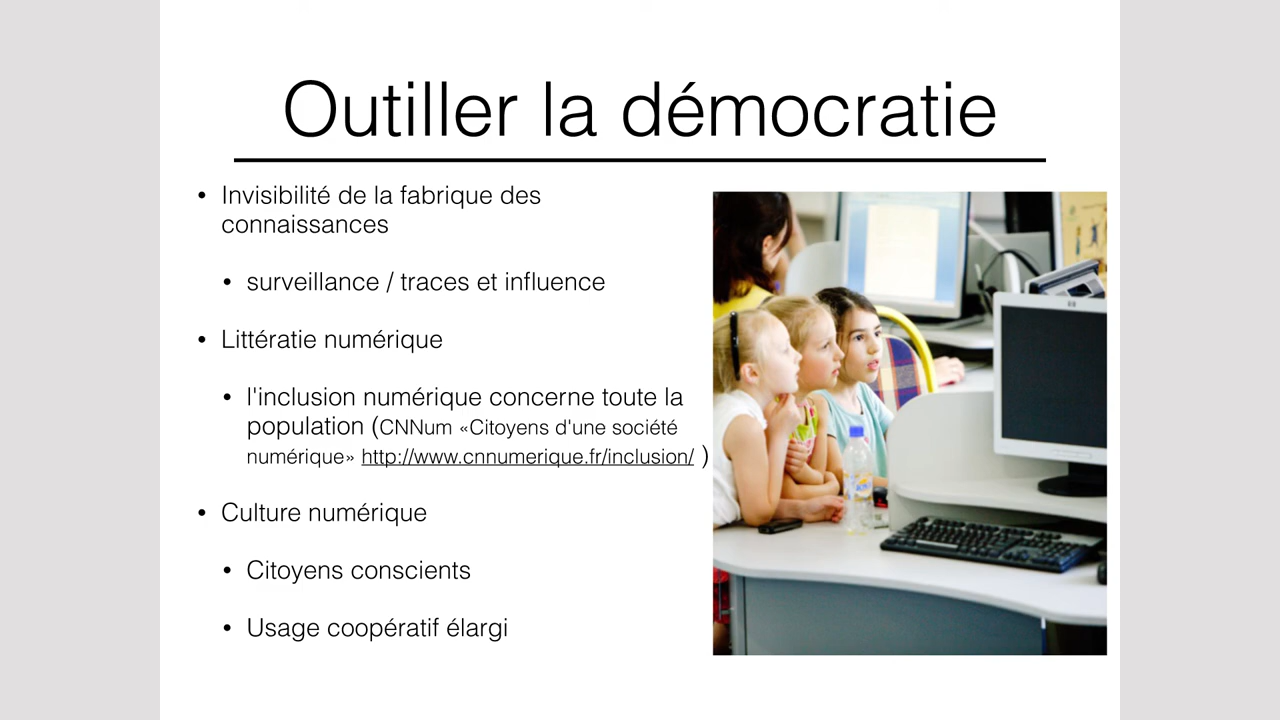 Outiller la démocratie
• Invisibilité de la fabrique des
connaissances
• surveillance / traces et influence
• Littératie numérique
• l'inclusion numérique concerne toute la
population (CNNum «Citoyens d'une société
numérique» http://www.cnnumerique.fr/inclusion/ )
• Culture numérique
• Citoyens conscients
• Usage coopératif élargi
hp